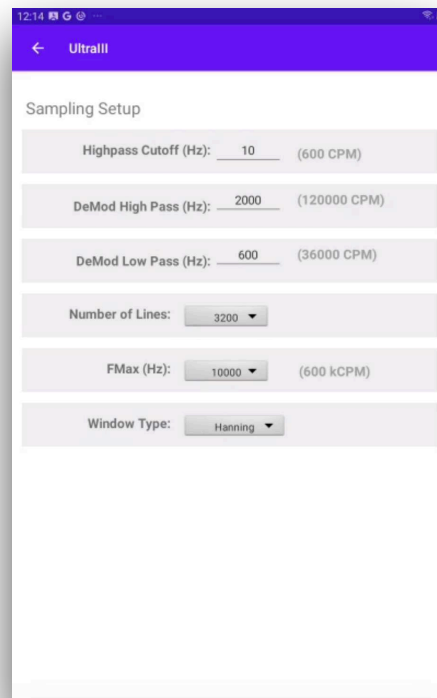 12:14
UltraIII
Sampling Setup
Highpass Cutoff (Hz): 10 (600 CPM)
DeMod High Pass (Hz): 2000 (120000 CPM)
DeMod Low Pass (Hz): 600 (36000 CPM)
Number of Lines: 3200
FMax (Hz): 10000 (600 kCPM)
Window Type: Hanning